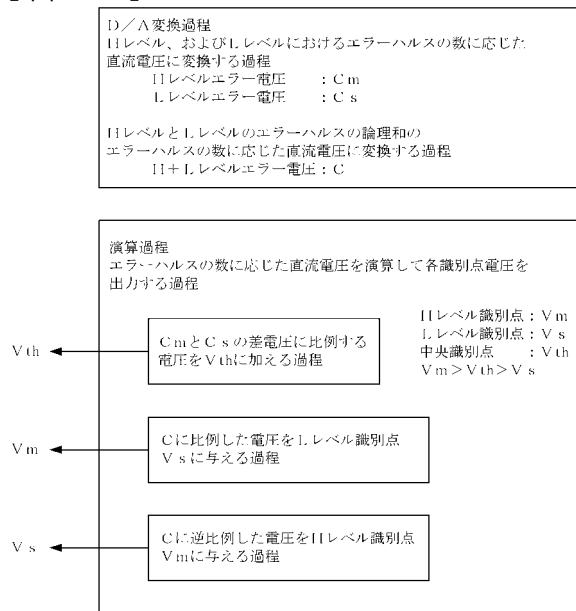 D/A変換過程
Hレベル、およびLレベルにおけるエラーパルスの数に応じた
直流電圧に変換する過程
Hレベルエラー電圧 :Cm
Lレベルエラー電圧 :Cs
HレベルとLレベルのエラーパルスの論理和の
エラーパルスの数に応じた直流電圧に変換する過程
H+Lレベルエラー電圧:C
演算過程
エラーパルスの数に応じた直流電圧を演算して各識別点電圧を
出力する過程
Hレベル識別点:Vm
Lレベル識別点:Vs
中央識別点 :Vth
Vm>Vth>Vs
Vth
CmとCsの差電圧に比例する
電圧をVthに加える過程
Vm
Cに比例した電圧をLレベル識別点
Vsに与える過程
Vs
Cに逆比例した電圧をHレベル識別点
Vmに与える過程